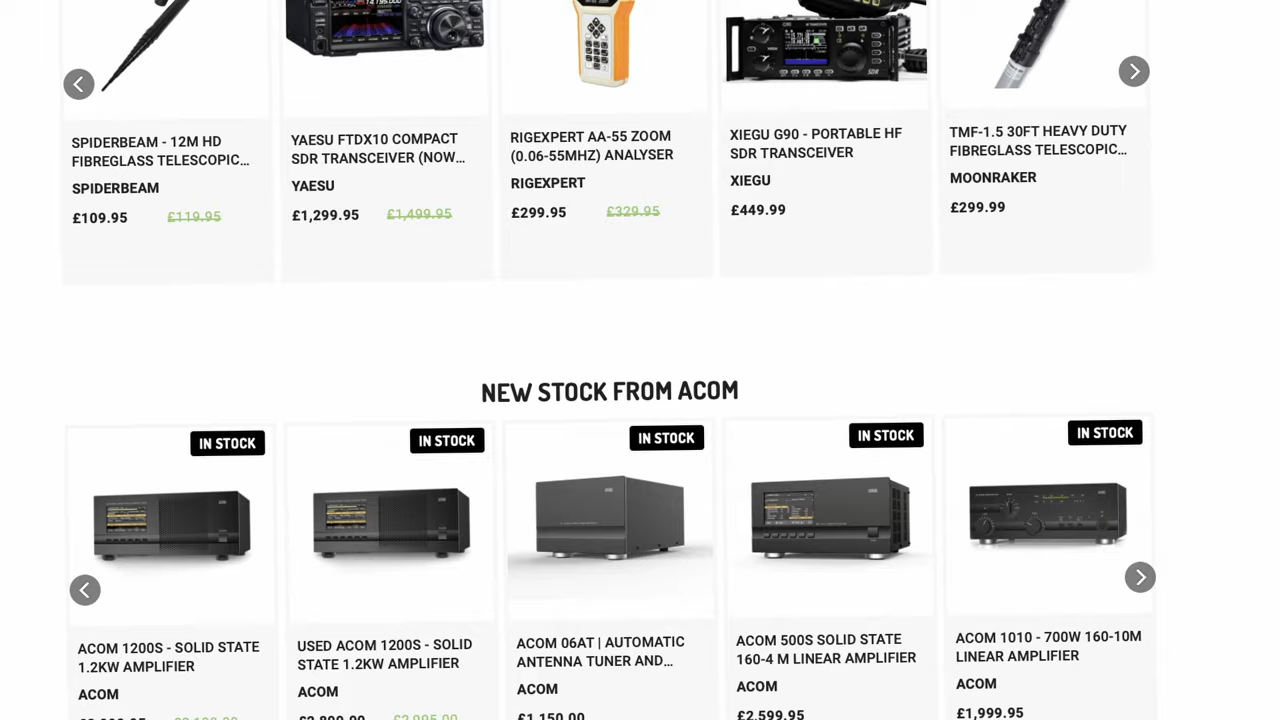 SPIDERBEAM - 12M HD
FIBREGLASS TELESCOPIC...
SPIDERBEAM
£109.95 £119.95
YAESU FTDX10 COMPACT
SDR TRANSCEIVER (NOW...
YAESU
£1,299.95 £1,499.95
RIGEXPERT AA-55 ZOOM
(0.06-55MHZ) ANALYSER
RIGEXPERT
£299.95 £329.95
XIEGU G90 - PORTABLE HF
SDR TRANSCEIVER
XIEGU
£449.99
TMF-1.5 30FT HEAVY DUTY
FIBREGLASS TELESCOPIC...
MOONRAKER
£299.99
NEW STOCK FROM ACOM
IN STOCK
ACOM 1200S - SOLID STATE
1.2KW AMPLIFIER
ACOM
IN STOCK
USED ACOM 1200S - SOLID
STATE 1.2KW AMPLIFIER
ACOM
IN STOCK
ACOM 06AT | AUTOMATIC
ANTENNA TUNER AND...
ACOM
£1,150.00
IN STOCK
ACOM 500S SOLID STATE
160-4 M LINEAR AMPLIFIER
ACOM
£2,599.95
IN STOCK
ACOM 1010 - 700W 160-10M
LINEAR AMPLIFIER
ACOM
£1,999.95